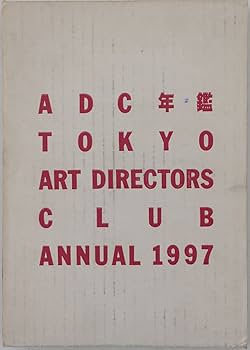 ADC年鑑
TOKYO
ART DIRECTORS
CLUB
ANNUAL 1997